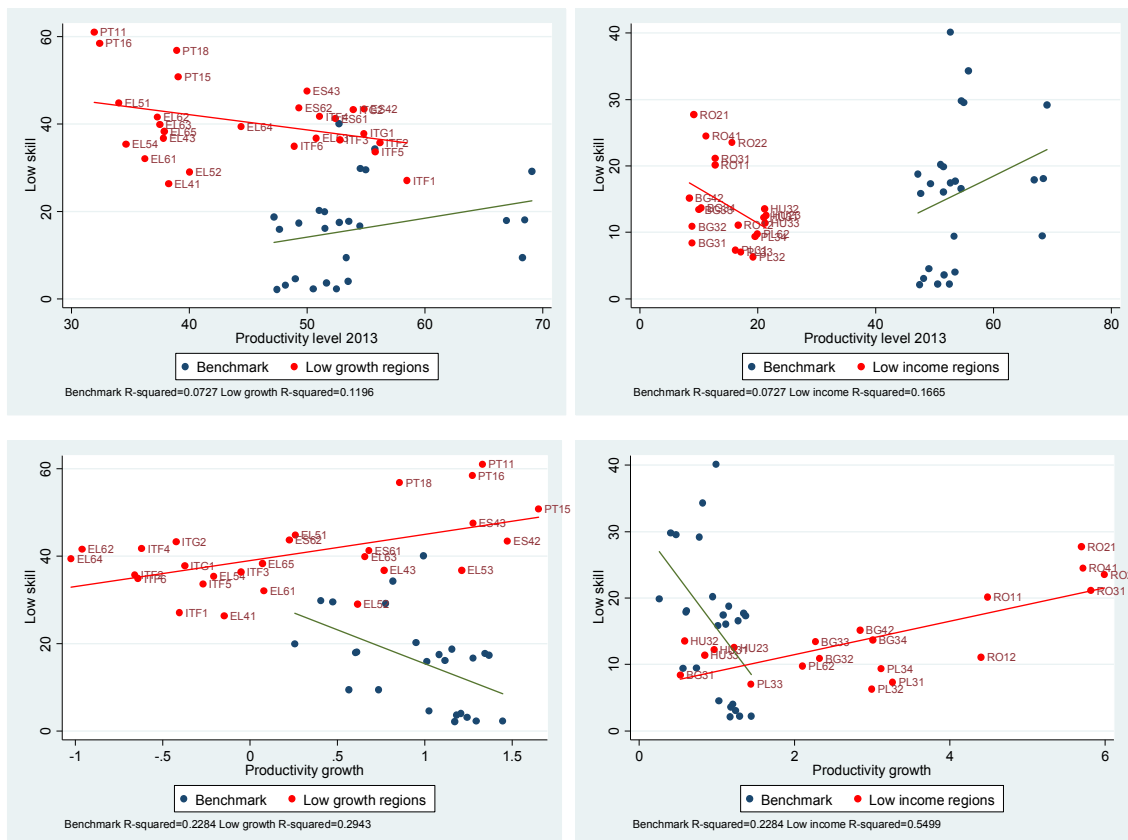 Low skill
60
40
20
0
PT11
PT16
PT18
PT15
ES43
EL51
ES62
ITG2
ES42
EL62
ITF4
ES61
EL63
EL64
EL65
ITG1
EL43
EL53
ITF3
EL54
ITF6
ITF2
ITF5
EL61
EL52
EL41
ITF1
30 40 50 60 70
Productivity level 2013
Benchmark Low growth regions
Benchmark R-squared=0.0727 Low growth R-squared=0.1196
Low skill
40
30
20
10
0
RO21
RO41
RO22
RO31
RO11
BG42
BG34
BG33
HU32
HU33
BG32
RO12
PL62
PL34
BG31
PL31
PL33
PL32
0 20 40 60 80
Productivity level 2013
Benchmark Low income regions
Benchmark R-squared=0.0727 Low income R-squared=0.1665
Low skill
60
40
20
0
PT11
PT16
PT18
PT15
ES43
EL51
ES62
ITG2
ES42
EL62
ITF4
ES61
EL64
EL63
ITG1
EL65
EL43
EL53
ITF6
EL54
ITF3
ITF5
EL61
ITF1
EL41
-1 -.5 0 .5 1 1.5
Productivity growth
Benchmark Low growth regions
Benchmark R-squared=0.2284 Low growth R-squared=0.2943
Low skill
40
30
20
10
0
RO21
RO41
RO31
RO11
BG42
HU32
BG33
BG34
HU23
HU33
BG32
RO12
PL62
PL34
BG31
PL33
PL31
PL32
0 2 4 6
Productivity growth
Benchmark Low income regions
Benchmark R-squared=0.2284 Low income R-squared=0.5499